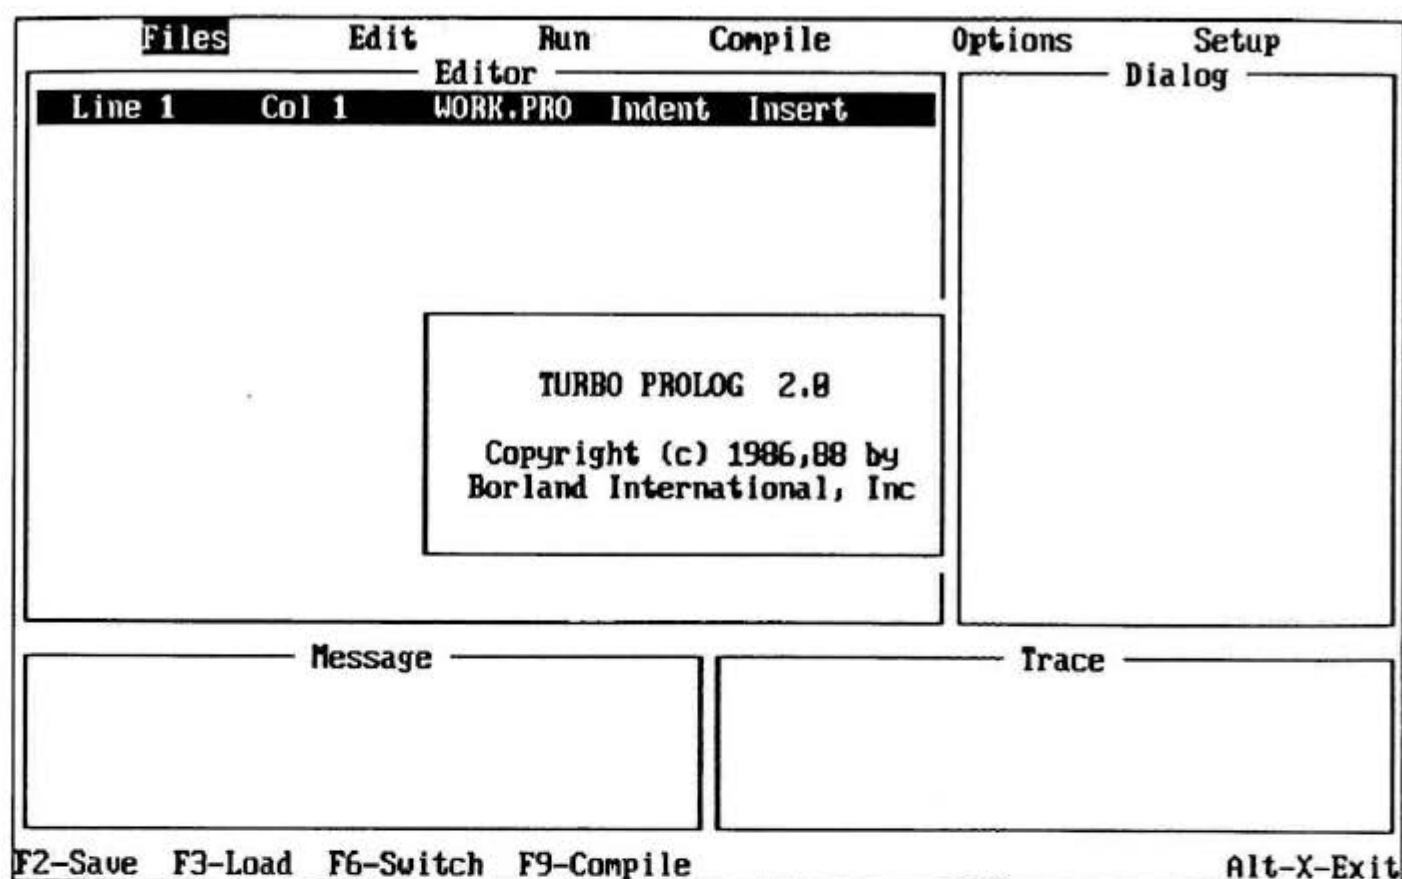 Files Edit Run Compile Options Setup
Editor Dialog
Line 1 Col 1 WORK.PRO Indent Insert
TURBO PROLOG 2.0
Copyright (c) 1986,88 by
Borland International, Inc
Message Trace
F2-Save F3-Load F6-Switch F9-Compile Alt-X-Exit